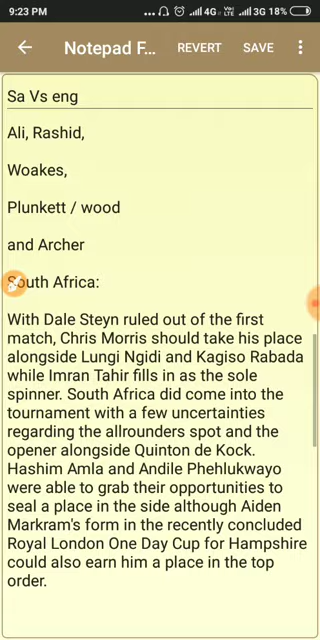 9:23 PM ... 4G Vo) LTE 3G 18%
Notepad F... REVERT SAVE
Sa Vs eng
Ali, Rashid,
Woakes,
Plunkett / wood
and Archer
South Africa:
With Dale Steyn ruled out of the first
match, Chris Morris should take his place
alongside Lungi Ngidi and Kagiso Rabada
while Imran Tahir fills in as the sole
spinner. South Africa did come into the
tournament with a few uncertainties
regarding the allrounders spot and the
opener alongside Quinton de Kock.
Hashim Amla and Andile Phehlukwayo
were able to grab their opportunities to
seal a place in the side although Aiden
Markram's form in the recently concluded
Royal London One Day Cup for Hampshire
could also earn him a place in the top
order.